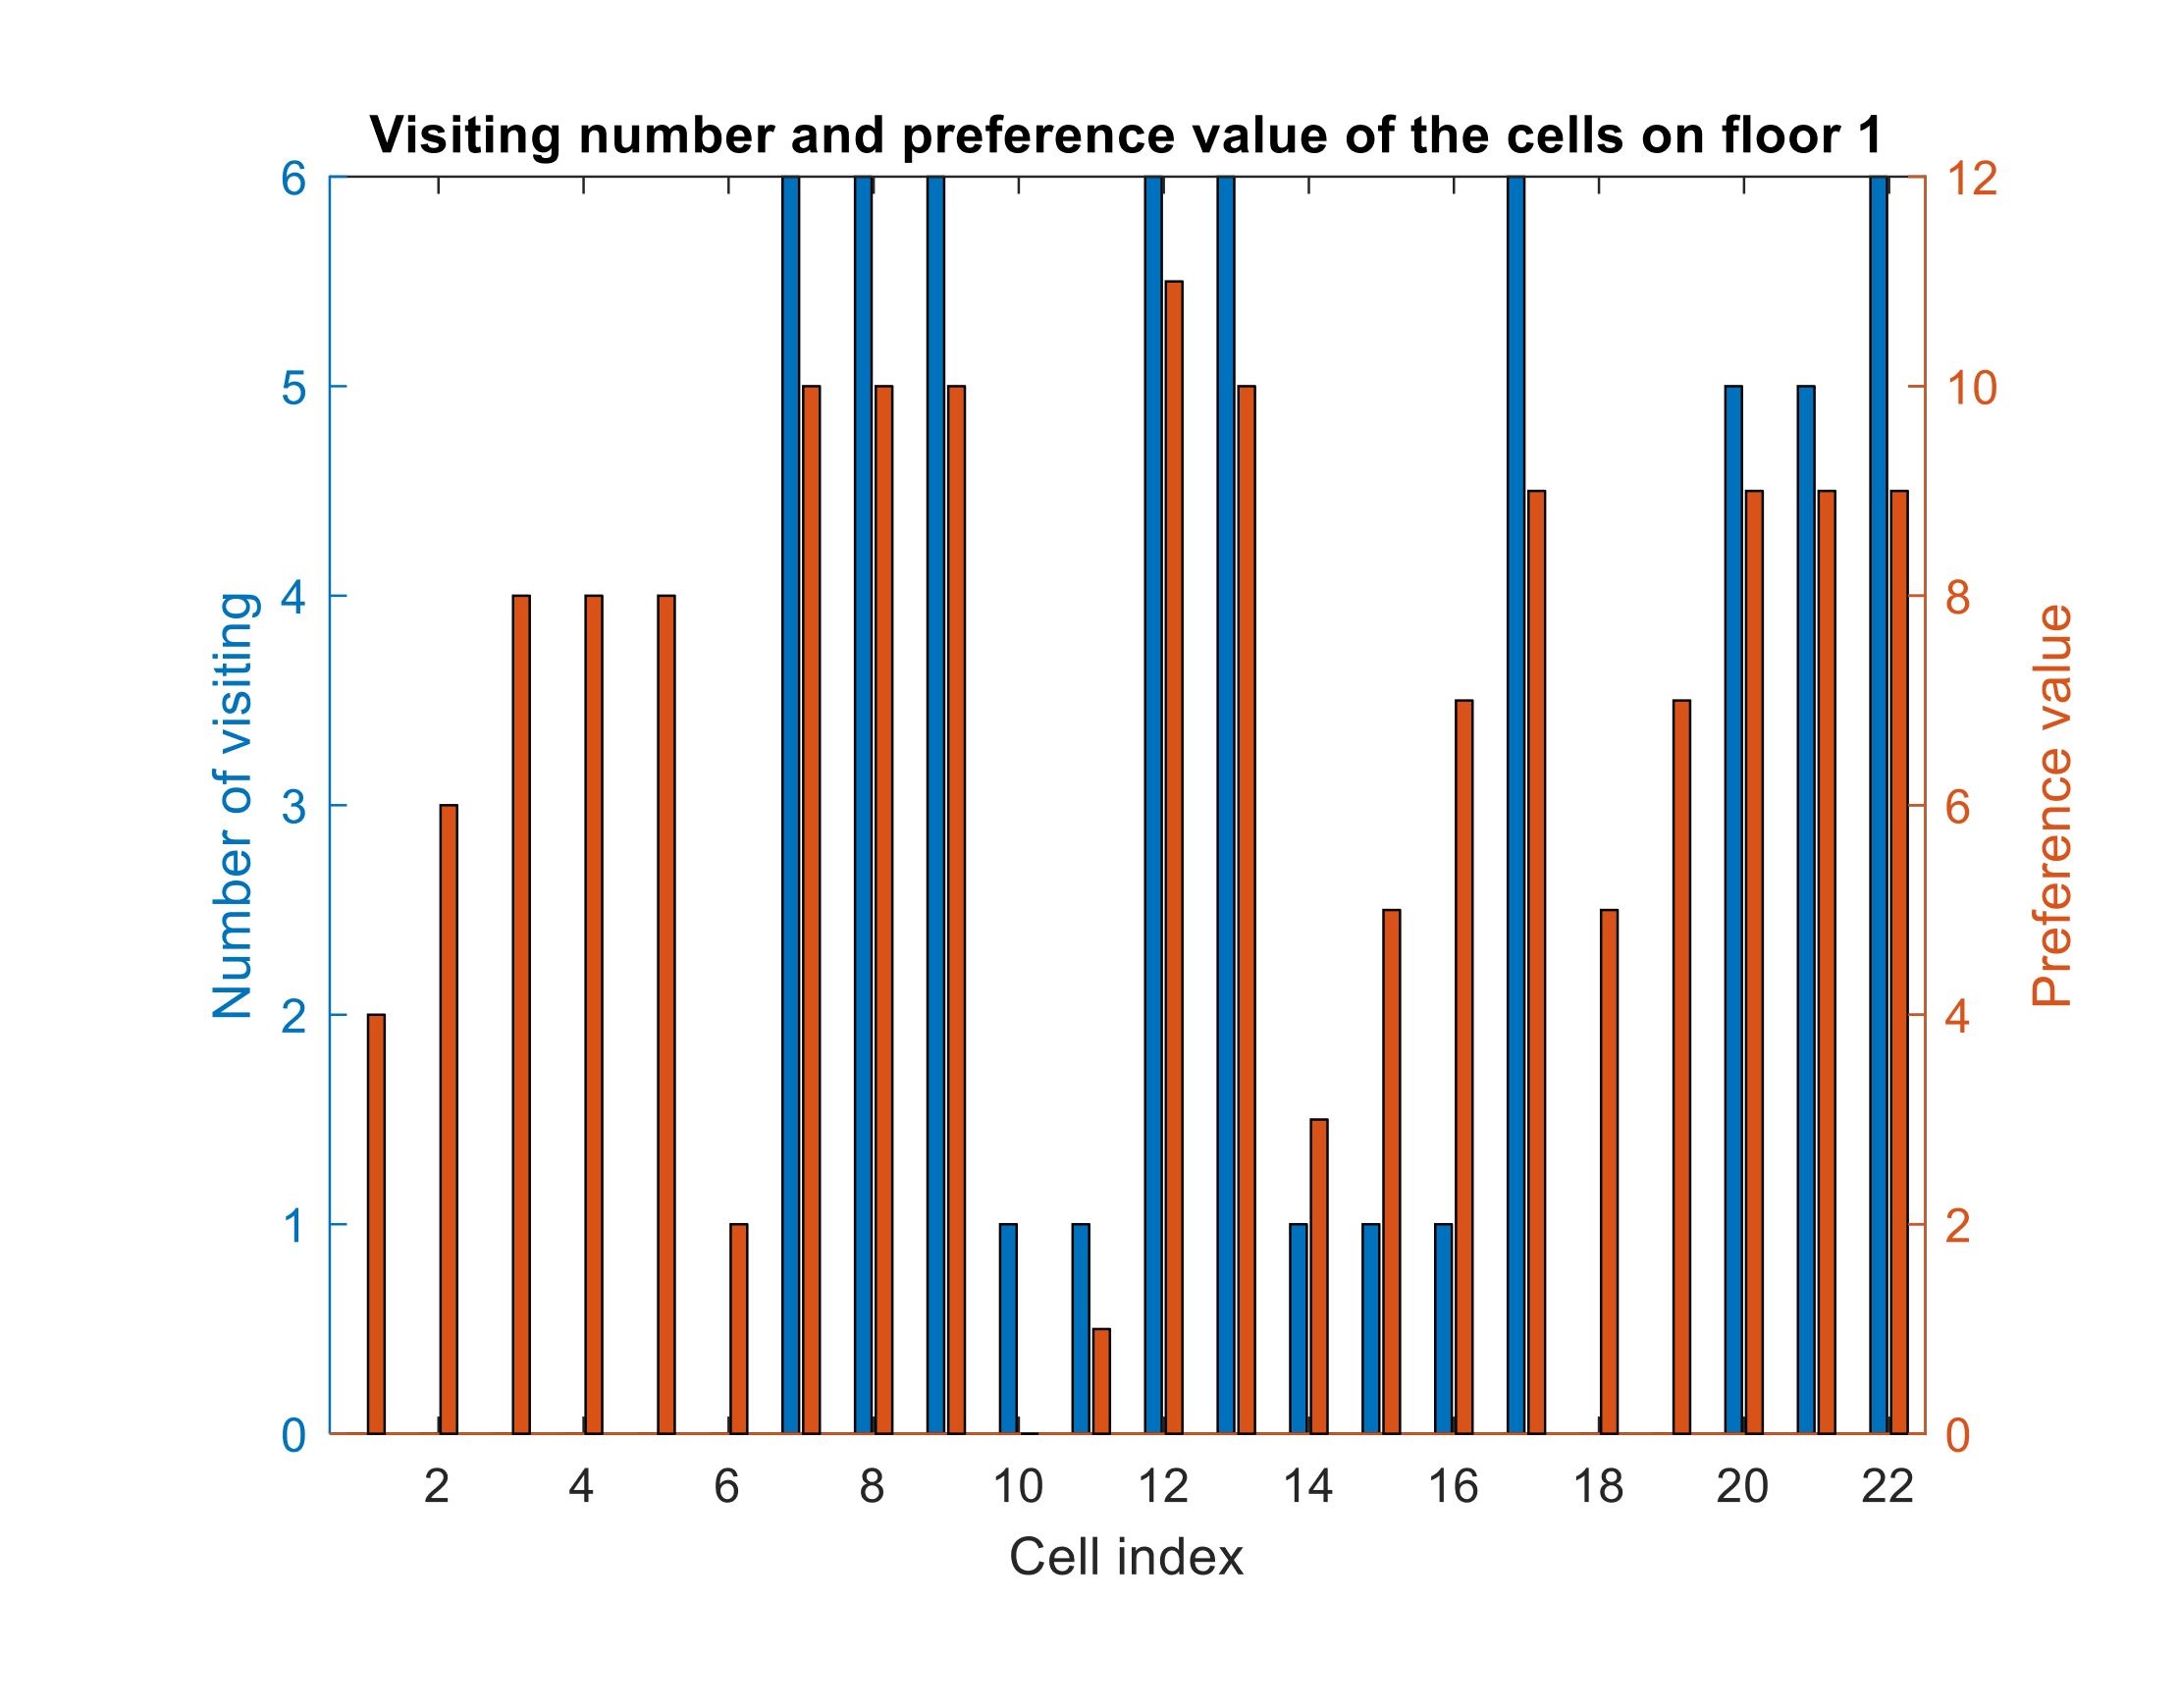 Visiting number and preference value of the cells on floor 1
6
5
4
3
2
1
0
Number of visiting
12
10
8
6
4
2
0
Preference value
2 4 6 8 10 12 14 16 18 20 22
Cell index